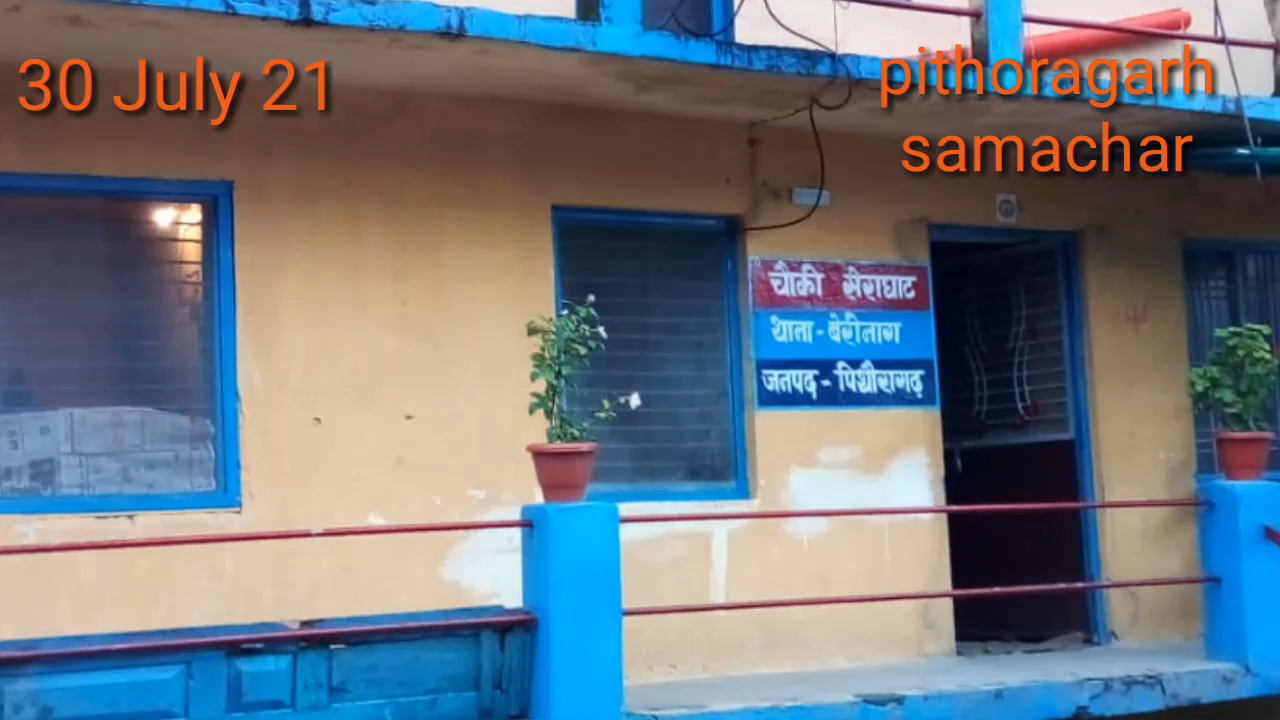 30 July 21
pithoragarh
samachar
चौकी सेराघाट
थाना - बेरीनाग
जनपद - पिथौरागढ़